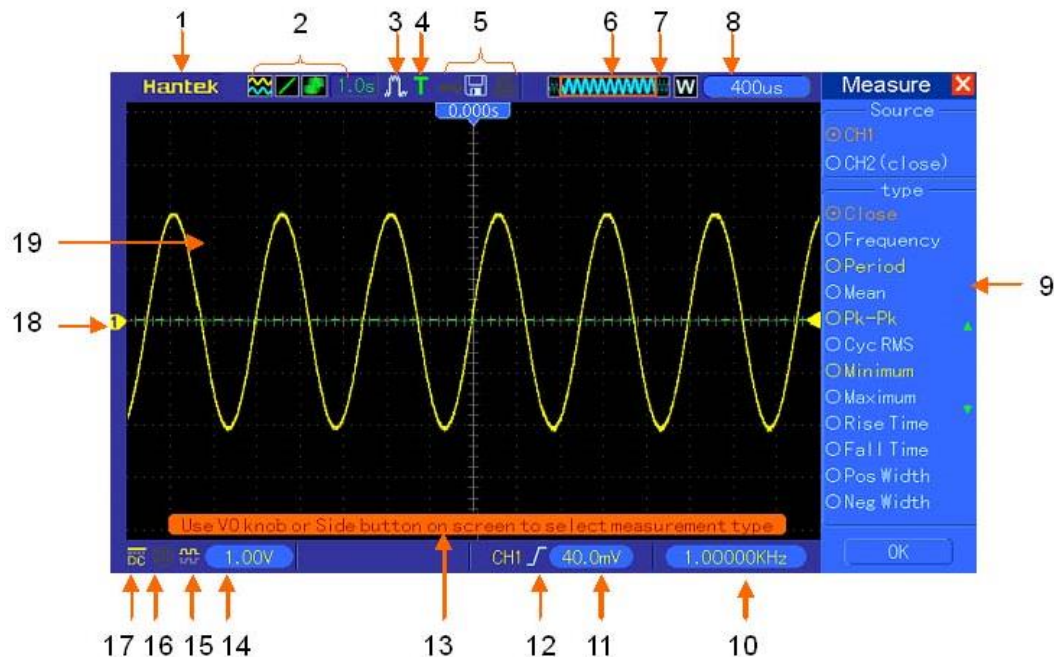 1 2 3 4 5 6 7 8
Hantek 1.0s T W 400us
0.000s
Measure
Source
CH1
CH2(close)
type
Close
Frequency
Period
Mean
Pk-Pk
Cyc RMS
Minimum
Maximum
Rise Time
Fall Time
Pos Width
Neg Width
OK
19
18
1
9
Use V0 knob or Side button on screen to select measurement type
DC 1.00V CH1 40.0mV 1.00000KHz
17 16 15 14 13 12 11 10